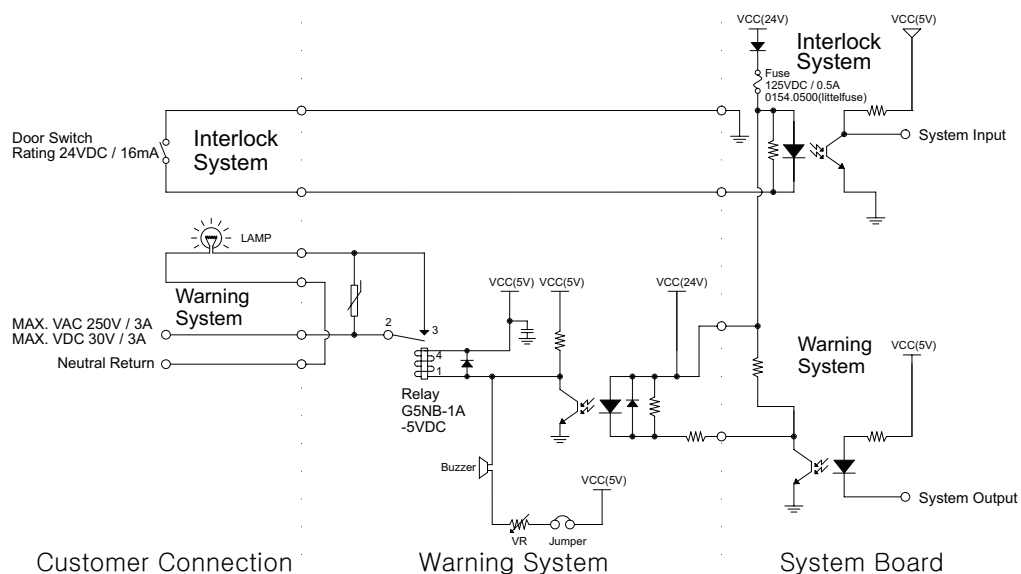 VCC(24V)
VCC(5V)
Interlock
System
Fuse
125VDC / 0.5A
0154.0500(littelfuse)
Door Switch
Rating 24VDC / 16mA
Interlock
System
System Input
LAMP
Warning
System
MAX. VAC 250V / 3A
MAX. VDC 30V / 3A
Neutral Return
2
3
4
1
Relay
G5NB-1A
-5VDC
VCC(5V)
VCC(5V)
VCC(24V)
Warning
System
VCC(5V)
Buzzer
VCC(5V)
VR
Jumper
System Output
Customer Connection
Warning System
System Board